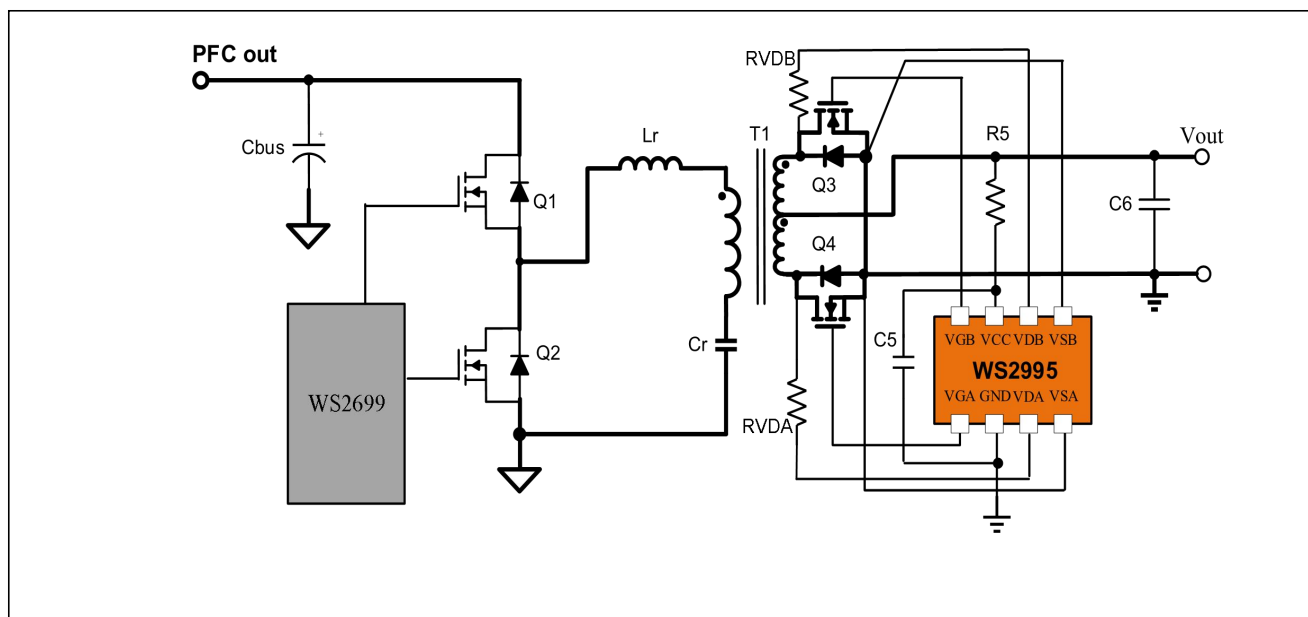 PFC out
RVDB
Cbus
+
Lr
T1
R5
Vout
Q1
Q3
C6
Q4
Q2
Cr
C5
VGB VCC VDB VSB
WS2995
VGA GND VDA VSA
WS2699
RVDA